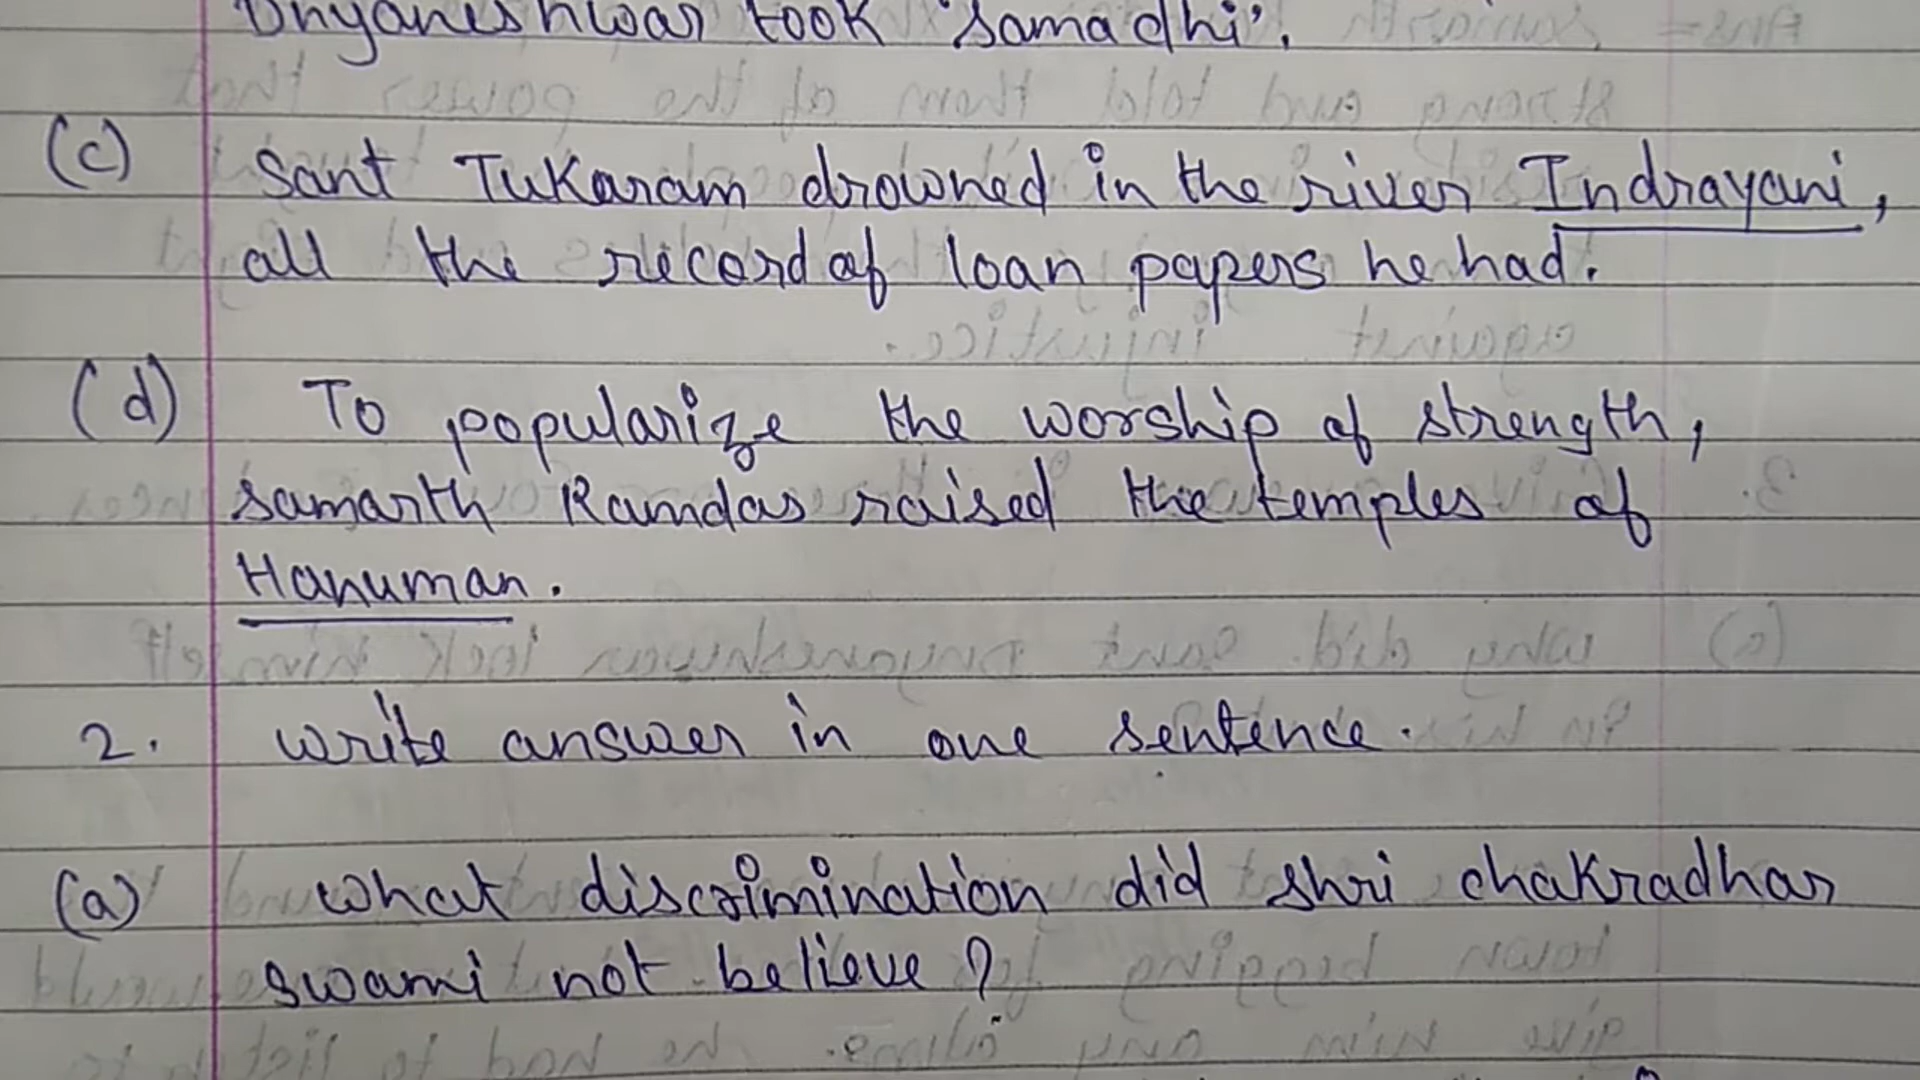 Dnyaneshwar took 'samadhi'.
(c) Sant Tukaram drowned in the river Indrayani,
all the record of loan papers he had.
(d) To popularize the worship of strength,
samarth Ramdas raised the temples of
Hanuman.
2. write answer in one sentence.
(a) what discrimination did shri chakradhar
swami not believe ?